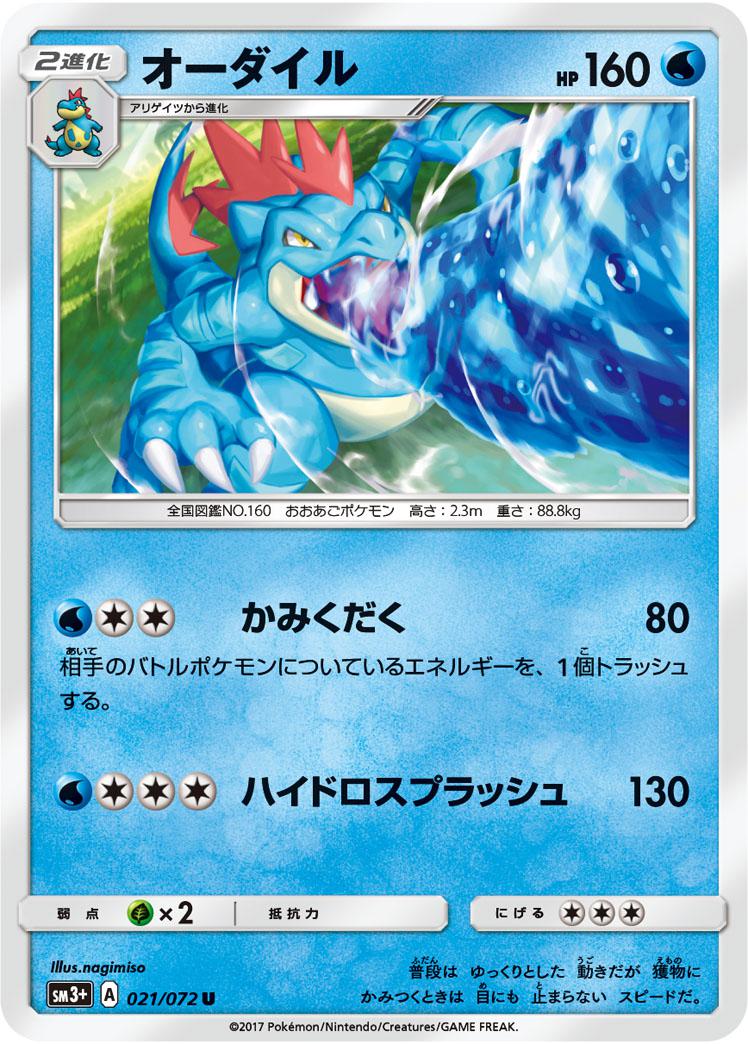 2進化
オーダイル
HP 160
アリゲイツから進化
全国図鑑NO.160 おおあごポケモン 高さ:2.3m 重さ:88.8kg
かみくだく 80
相手のバトルポケモンについているエネルギーを、1個トラッシュ
する。
ハイドロスプラッシュ 130
弱点 ×2 抵抗力 にげる
Illus.nagimiso
普段は ゆっくりとした 動きだが 獲物に
かみつくときは 目にも 止まらない スピードだ。
SM3+ A 021/072 U
©2017 Pokémon/Nintendo/Creatures/GAME FREAK.